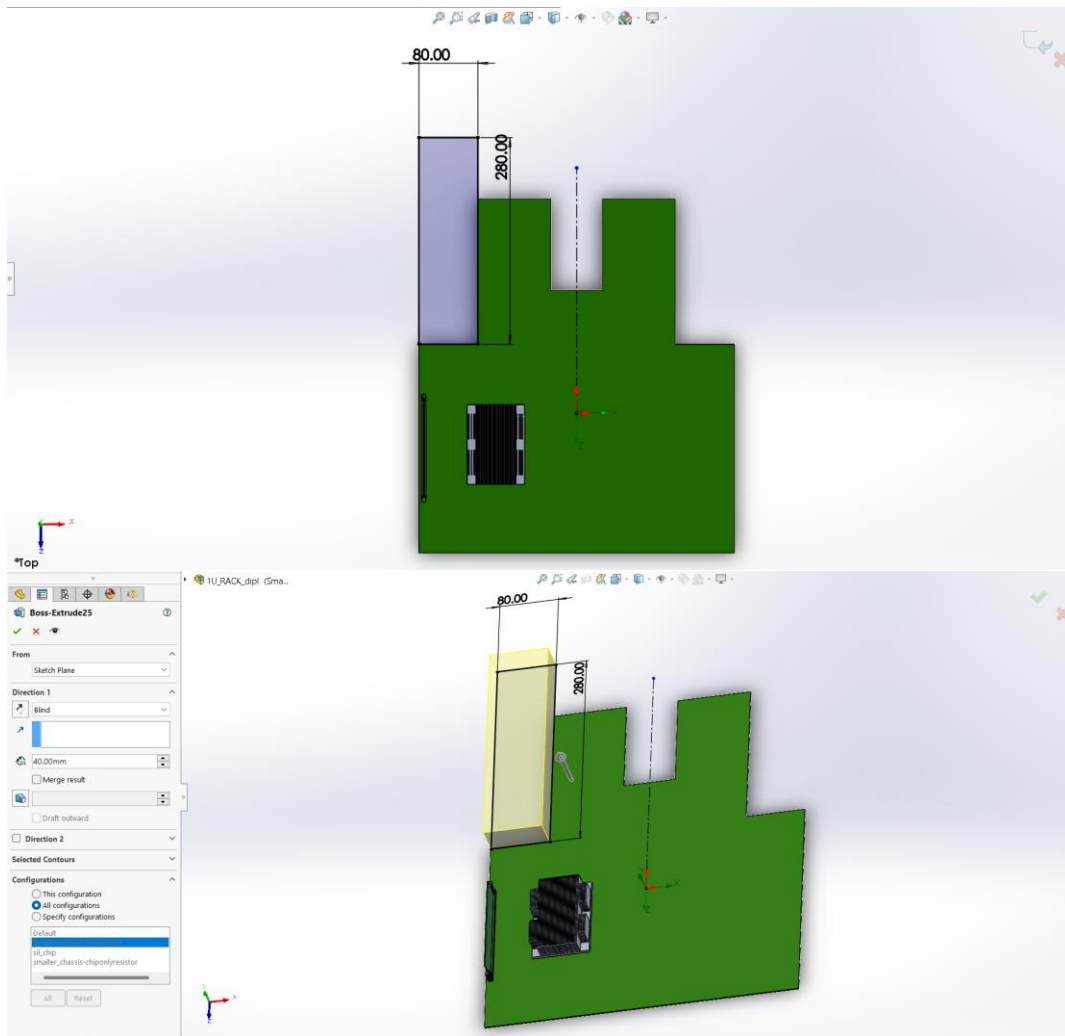 80.00
280.00
X
Z
X
Z
*Top
1U_RACK_dipl (Sma...
Boss-Extrude25
From
Sketch Plane
Direction 1
Blind
40.00mm
Merge result
Draft outward
Direction 2
Selected Contours
Configurations
This configuration
All configurations
Specify configurations
Default
sil_chip
smaller_chassis-chiponlyresistor
All
Reset
80.00
280.00
Y
X
Z
Y
X
Z